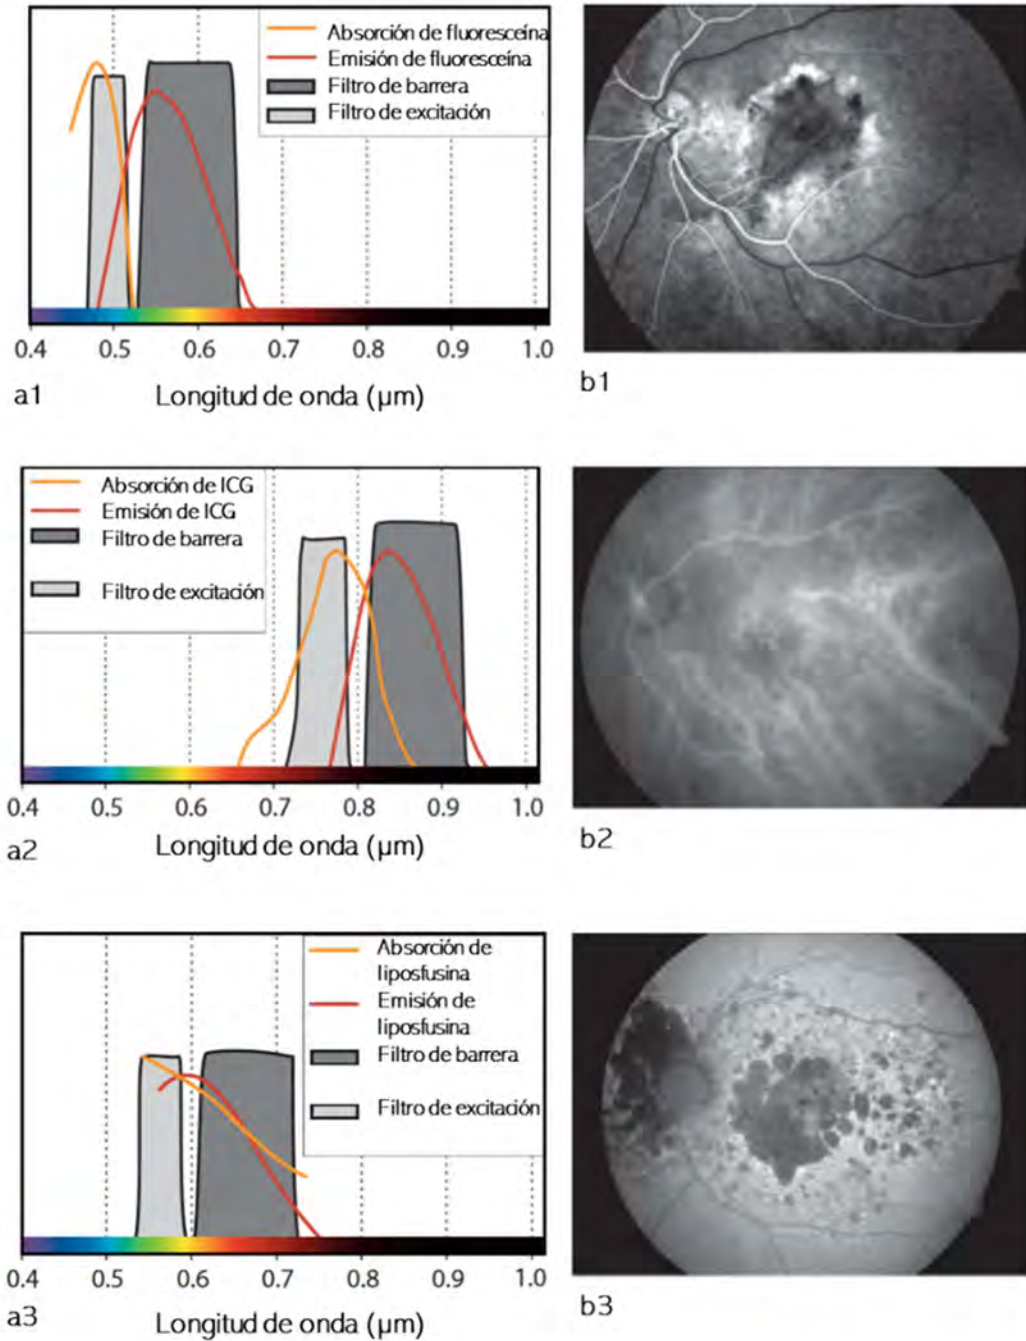 Absorción de fluoresceína
Emisión de fluoresceína
Filtro de barrera
Filtro de excitación
0.4 0.5 0.6 0.7 0.8 0.9 1.0
a1 Longitud de onda (μm) b1
Absorción de ICG
Emisión de ICG
Filtro de barrera
Filtro de excitación
0.4 0.5 0.6 0.7 0.8 0.9 1.0
a2 Longitud de onda (μm) b2
Absorción de
liposfusina
Emisión de
liposfusina
Filtro de barrera
Filtro de excitación
0.4 0.5 0.6 0.7 0.8 0.9 1.0
a3 Longitud de onda (μm) b3